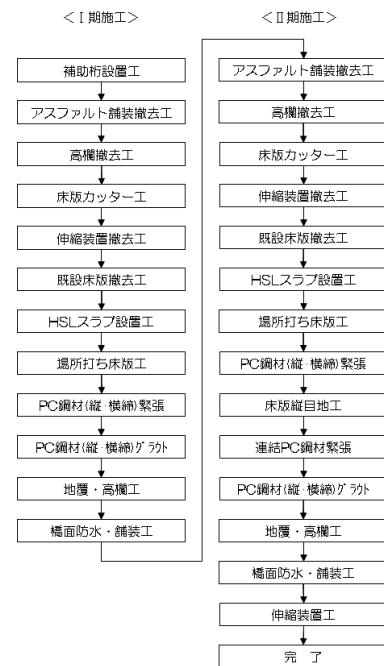 ＜Ⅰ期施工＞
補助桁設置工
アスファルト舗装撤去工
高欄撤去工
床版カッター工
伸縮装置撤去工
既設床版撤去工
HSLスラブ設置工
場所打ち床版工
PC鋼材(縦・横締)緊張
PC鋼材(縦・横締)グラウト
地覆・高欄工
橋面防水・舗装工
＜Ⅱ期施工＞
アスファルト舗装撤去工
高欄撤去工
床版カッター工
伸縮装置撤去工
既設床版撤去工
HSLスラブ設置工
場所打ち床版工
PC鋼材(縦・横締)緊張
床版縦目地工
連結PC鋼材緊張
PC鋼材(縦・横締)グラウト
地覆・高欄工
橋面防水・舗装工
伸縮装置工
完　了